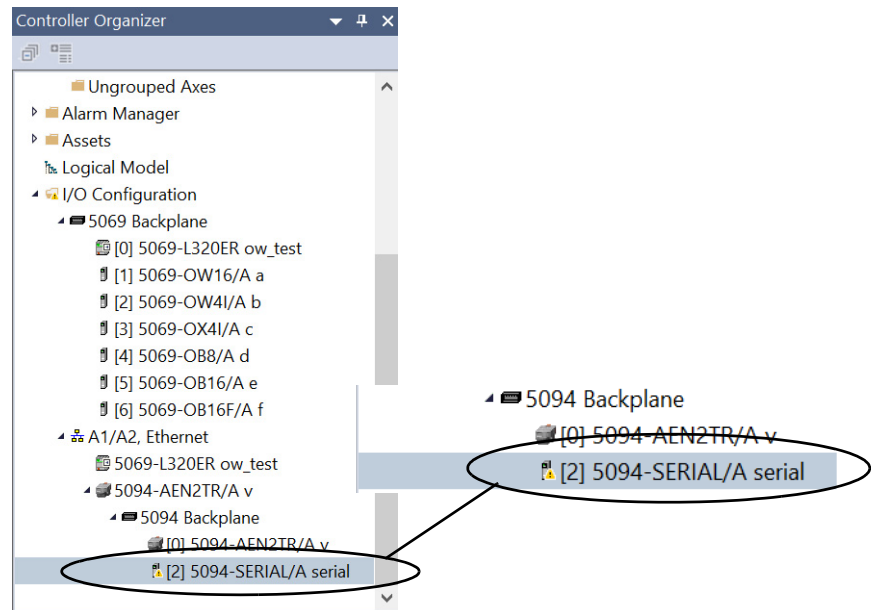 Controller Organizer
Ungrouped Axes
Alarm Manager
Assets
Logical Model
I/O Configuration
5069 Backplane
[0] 5069-L320ER ow_test
[1] 5069-OW16/A a
[2] 5069-OW4I/A b
[3] 5069-OX4I/A c
[4] 5069-OB8/A d
[5] 5069-OB16/A e
[6] 5069-OB16F/A f
A1/A2, Ethernet
5069-L320ER ow_test
5094-AEN2TR/A v
5094 Backplane
[0] 5094-AEN2TR/A v
[2] 5094-SERIAL/A serial
5094 Backplane
[0] 5094-AEN2TR/A v
[2] 5094-SERIAL/A serial